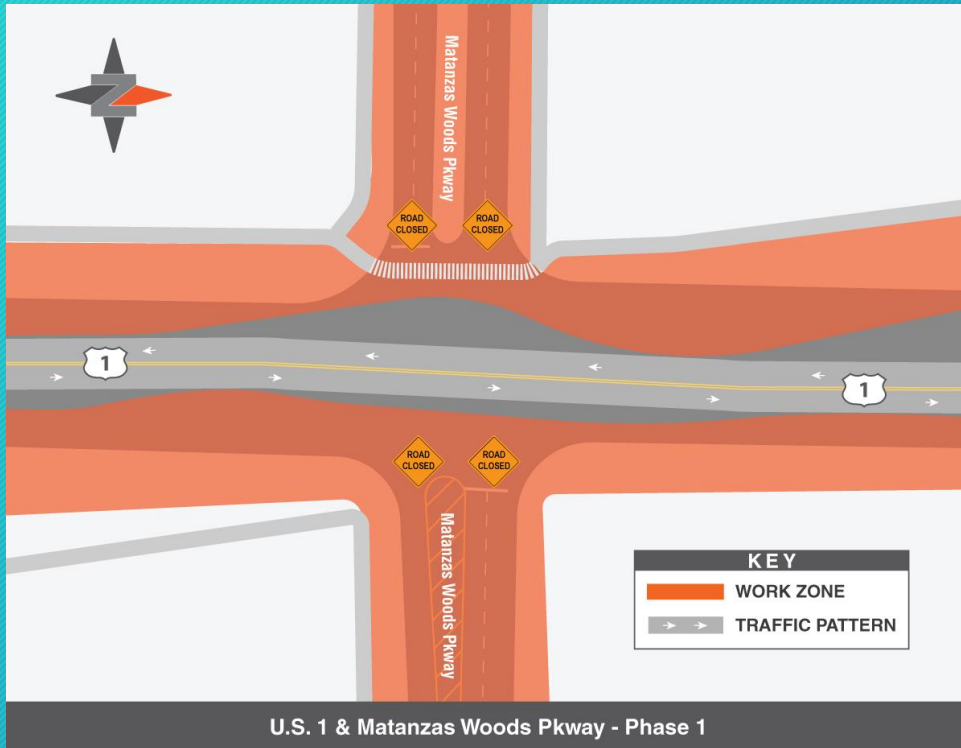 Matanzas Woods Pkwy
N
ROAD
CLOSED
ROAD
CLOSED
1
1
ROAD
CLOSED
ROAD
CLOSED
Matanzas Woods Pkwy
KEY
WORK ZONE
TRAFFIC PATTERN
U.S. 1 & Matanzas Woods Pkway - Phase 1